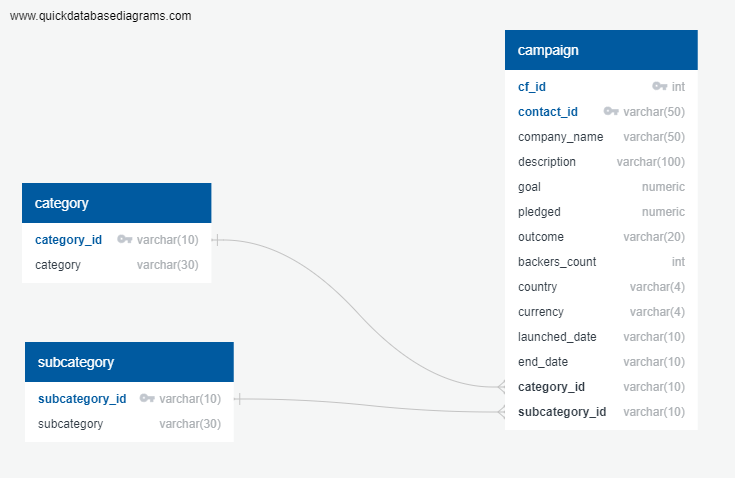 www.quickdatabasediagrams.com
campaign
cf_id int
contact_id varchar(50)
company_name varchar(50)
description varchar(100)
goal numeric
pledged numeric
outcome varchar(20)
backers_count int
country varchar(4)
currency varchar(4)
launched_date varchar(10)
end_date varchar(10)
category_id varchar(10)
subcategory_id varchar(10)
category
category_id varchar(10)
category varchar(30)
subcategory
subcategory_id varchar(10)
subcategory varchar(30)